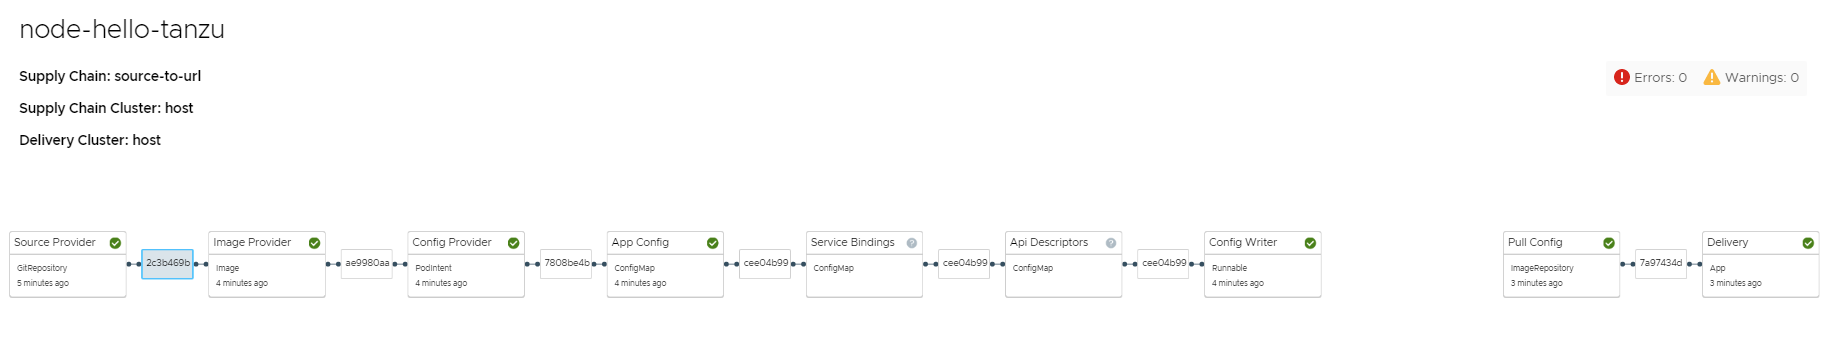 node-hello-tanzu
Supply Chain: source-to-url
Errors: 0 Warnings: 0
Supply Chain Cluster: host
Delivery Cluster: host
Source Provider
GitRepository
5 minutes ago
2c3b469b
Image Provider
Image
4 minutes ago
ae9980aa
Config Provider
PodIntent
4 minutes ago
7808be4b
App Config
ConfigMap
4 minutes ago
cee04b99
Service Bindings
ConfigMap
cee04b99
Api Descriptors
ConfigMap
cee04b99
Config Writer
Runnable
4 minutes ago
Pull Config
ImageRepository
3 minutes ago
7a97434d
Delivery
App
3 minutes ago